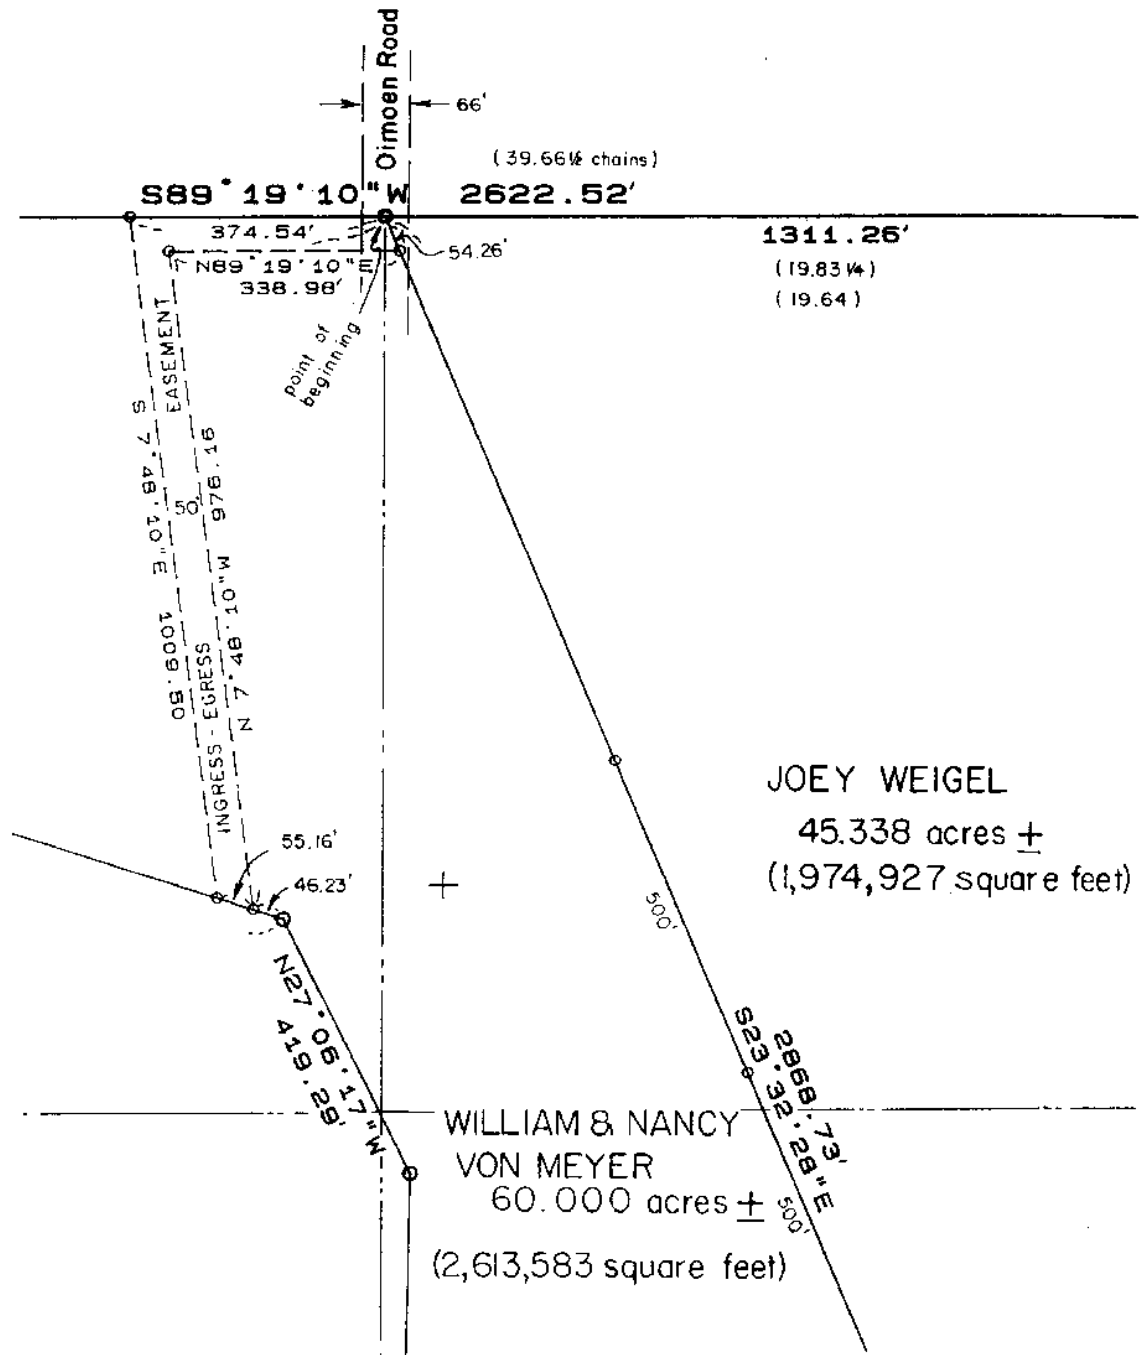 Oimoen Road
66'
(39.66½ chains)
S89°19'10"W 2622.52'
374.54'
54.26'
1311.26'
N89°19'10"E
338.98'
(19.83¼)
(19.64)
point of
beginning
EASEMENT
S 7°48'10"E 1009.50
50'
N 7°48'10"W 976.16
INGRESS - EGRESS
55.16'
46.23'
JOEY WEIGEL
45.338 acres ±
(1,974,927 square feet)
500'
N27°06'17"W
419.29'
2868.73'
S23°32'28"E
WILLIAM & NANCY
VON MEYER
60.000 acres ±
500'
(2,613,583 square feet)